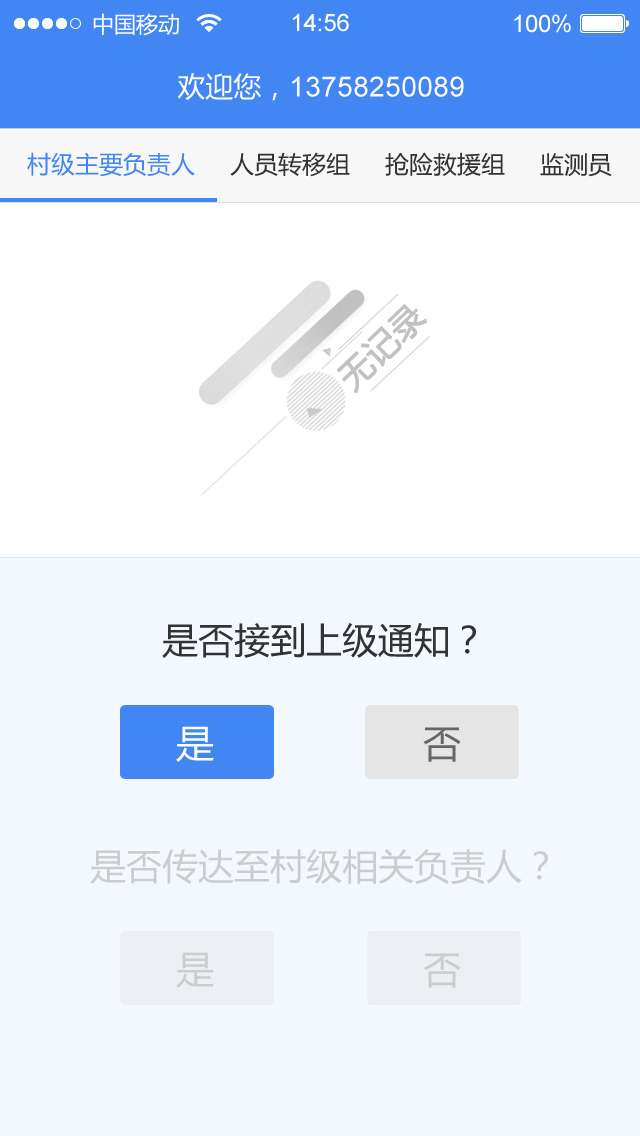 中国移动 14:56 100%
欢迎您，13758250089
村级主要负责人 人员转移组 抢险救援组 监测员
无记录
是否接到上级通知？
是 否
是否传达至村级相关负责人？
是 否